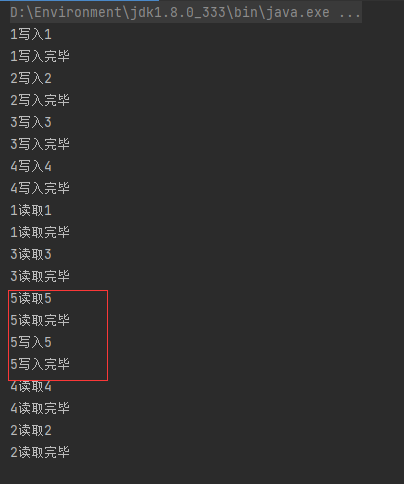 D:\Environment\jdk1.8.0_333\bin\java.exe ...
1写入1
1写入完毕
2写入2
2写入完毕
3写入3
3写入完毕
4写入4
4写入完毕
1读取1
1读取完毕
3读取3
3读取完毕
5读取5
5读取完毕
5写入5
5写入完毕
4读取4
4读取完毕
2读取2
2读取完毕